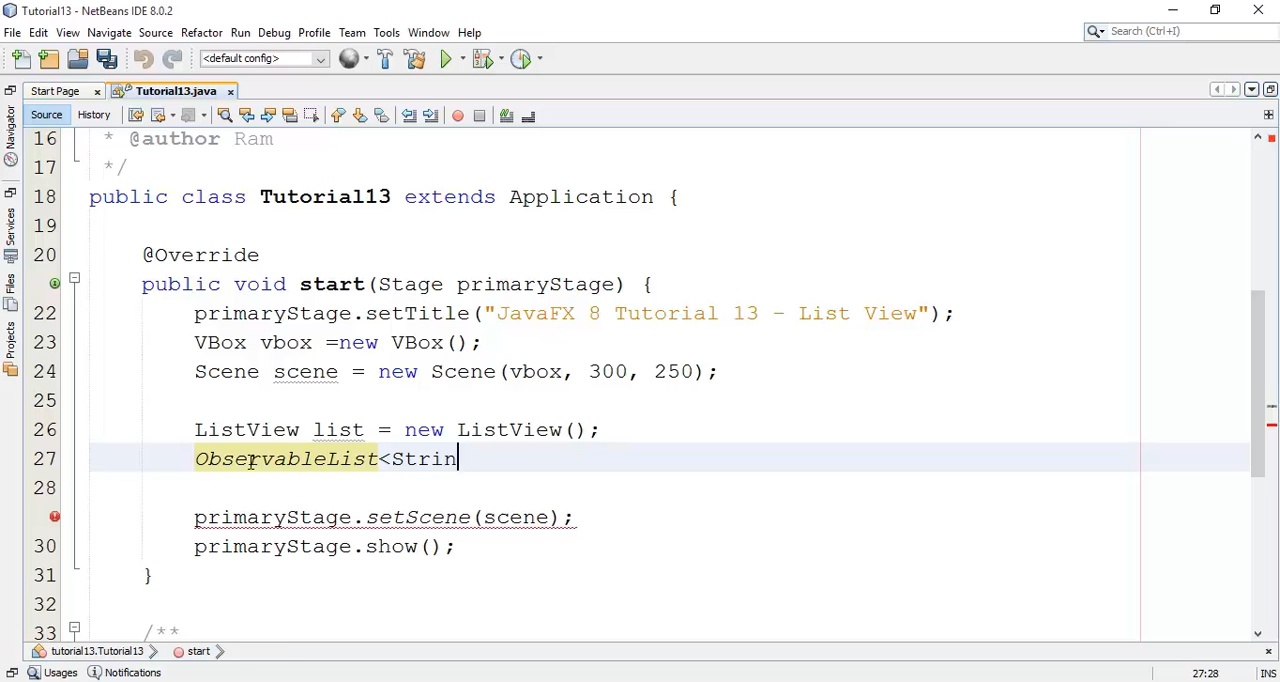 Tutorial13 - NetBeans IDE 8.0.2
File Edit View Navigate Source Refactor Run Debug Profile Team Tools Window Help
Search (Ctrl+I)
<default config>
Start Page Tutorial13.java
Source History
Navigator
Services
Files
Projects
16 * @author Ram
17 */
18 public class Tutorial13 extends Application {
19
20 @Override
public void start(Stage primaryStage) {
22 primaryStage.setTitle("JavaFX 8 Tutorial 13 - List View");
23 VBox vbox =new VBox();
24 Scene scene = new Scene(vbox, 300, 250);
25
26 ListView list = new ListView();
27 ObservableList<Strin
28
primaryStage.setScene(scene);
30 primaryStage.show();
31 }
32
33 /**
tutorial13.Tutorial13 start
Usages Notifications 27:28 INS